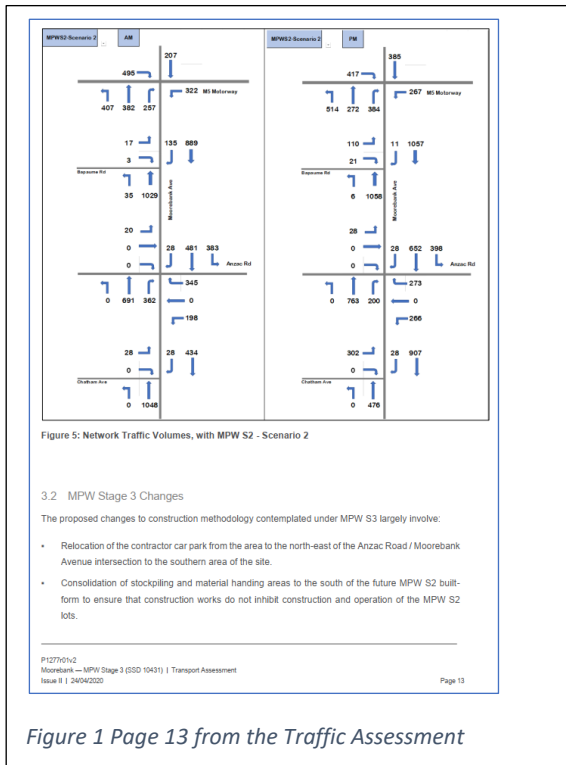 MPWS2-Scenario 2 AM
207
495
322 M5 Motorway
407 382 257
17 135 889
3
Bapaume Rd
35 1029
Moorebank Ave
20
0 28 481 383
0 Anzac Rd
345
0 691 362 0
198
28 28 434
0
Chatham Ave
0 1048
MPWS2-Scenario 2 PM
385
417
267 M5 Motorway
514 272 384
110 11 1057
21
Bapaume Rd
6 1058
Moorebank Ave
28
0 28 652 398
0 Anzac Rd
273
0 763 200 0
266
302 28 907
0
Chatham Ave
0 476
Figure 5: Network Traffic Volumes, with MPW S2 - Scenario 2
3.2 MPW Stage 3 Changes
The proposed changes to construction methodology contemplated under MPW S3 largely involve:
• Relocation of the contractor car park from the area to the north-east of the Anzac Road / Moorebank
Avenue intersection to the southern area of the site.
• Consolidation of stockpiling and material handing areas to the south of the future MPW S2 built-
form to ensure that construction works do not inhibit construction and operation of the MPW S2
lots.
P1277r01v2
Moorebank — MPW Stage 3 (SSD 10431) | Transport Assessment
Issue II | 24/04/2020 Page 13
Figure 1 Page 13 from the Traffic Assessment